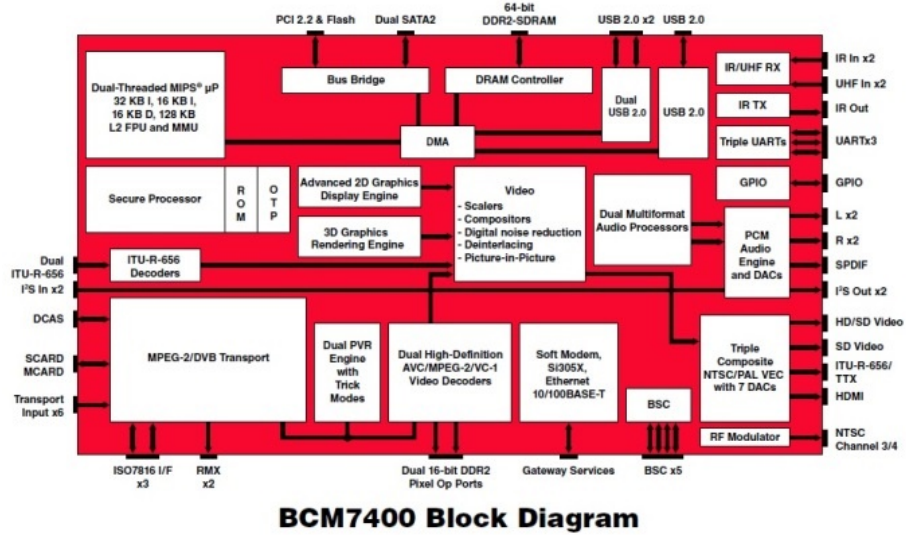 64-bit
PCI 2.2 & Flash
Dual SATA2
DDR2-SDRAM
USB 2.0 x2
USB 2.0
Dual-Threaded MIPS® µP
32 KB I, 16 KB I,
16 KB D, 128 KB
L2 FPU and MMU
Bus Bridge
DRAM Controller
Dual
USB 2.0
USB 2.0
IR/UHF RX
IR In x2
UHF In x2
IR TX
IR Out
DMA
Triple UARTs
UARTx3
Secure Processor
ROM
OTP
Advanced 2D Graphics
Display Engine
3D Graphics
Rendering Engine
Video
- Scalers
- Compositors
- Digital noise reduction
- Deinterlacing
- Picture-in-Picture
Dual Multiformat
Audio Processors
GPIO
GPIO
PCM
Audio
Engine
and DACs
L x2
R x2
SPDIF
I²S Out x2
Dual
ITU-R-656
I²S In x2
ITU-R-656
Decoders
DCAS
SCARD
MCARD
Transport
Input x6
MPEG-2/DVB Transport
Dual PVR
Engine
with
Trick
Modes
Dual High-Definition
AVC/MPEG-2/VC-1
Video Decoders
Soft Modem,
Si305X,
Ethernet
10/100BASE-T
BSC
Triple
Composite
NTSC/PAL VEC
with 7 DACs
HD/SD Video
SD Video
ITU-R-656/
TTX
HDMI
RF Modulator
NTSC
Channel 3/4
ISO7816 I/F
x3
RMX
x2
Dual 16-bit DDR2
Pixel Op Ports
Gateway Services
BSC x5
BCM7400 Block Diagram